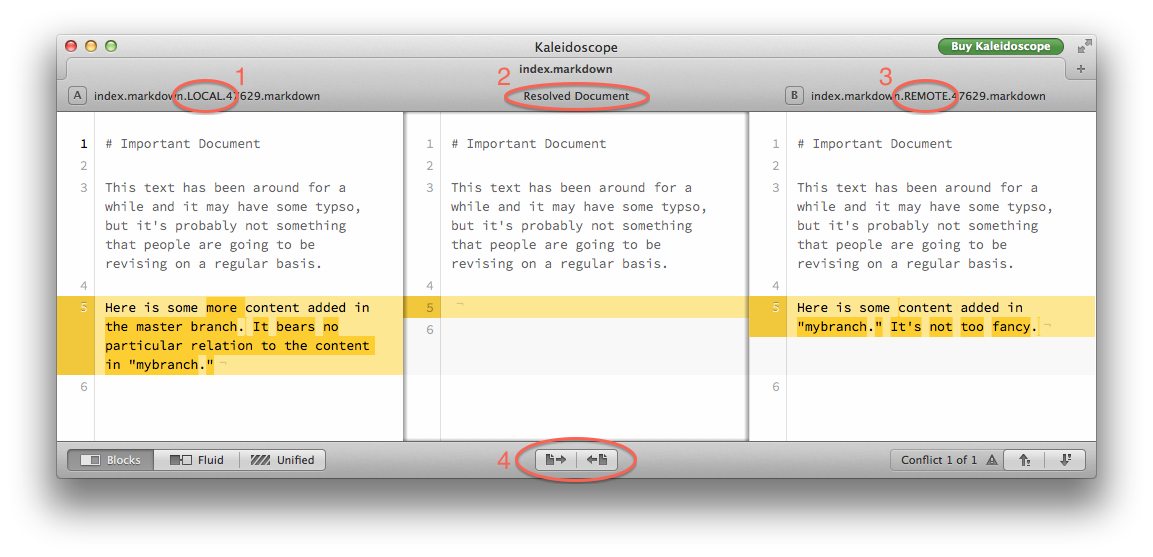 Kaleidoscope
Buy Kaleidoscope
index.markdown
+
1
2
3
A index.markdown.LOCAL.47629.markdown
Resolved Document
B index.markdown.REMOTE.47629.markdown
1 # Important Document
2
3 This text has been around for a
while and it may have some typso,
but it's probably not something
that people are going to be
revising on a regular basis.
4
5 Here is some more content added in
the master branch. It bears no
particular relation to the content
in "mybranch." ¬
6
1 # Important Document
2
3 This text has been around for a
while and it may have some typso,
but it's probably not something
that people are going to be
revising on a regular basis.
4
5 ¬
6
1 # Important Document
2
3 This text has been around for a
while and it may have some typso,
but it's probably not something
that people are going to be
revising on a regular basis.
4
5 Here is some content added in
"mybranch." It's not too fancy. ¬
6
Blocks Fluid Unified
4
Conflict 1 of 1